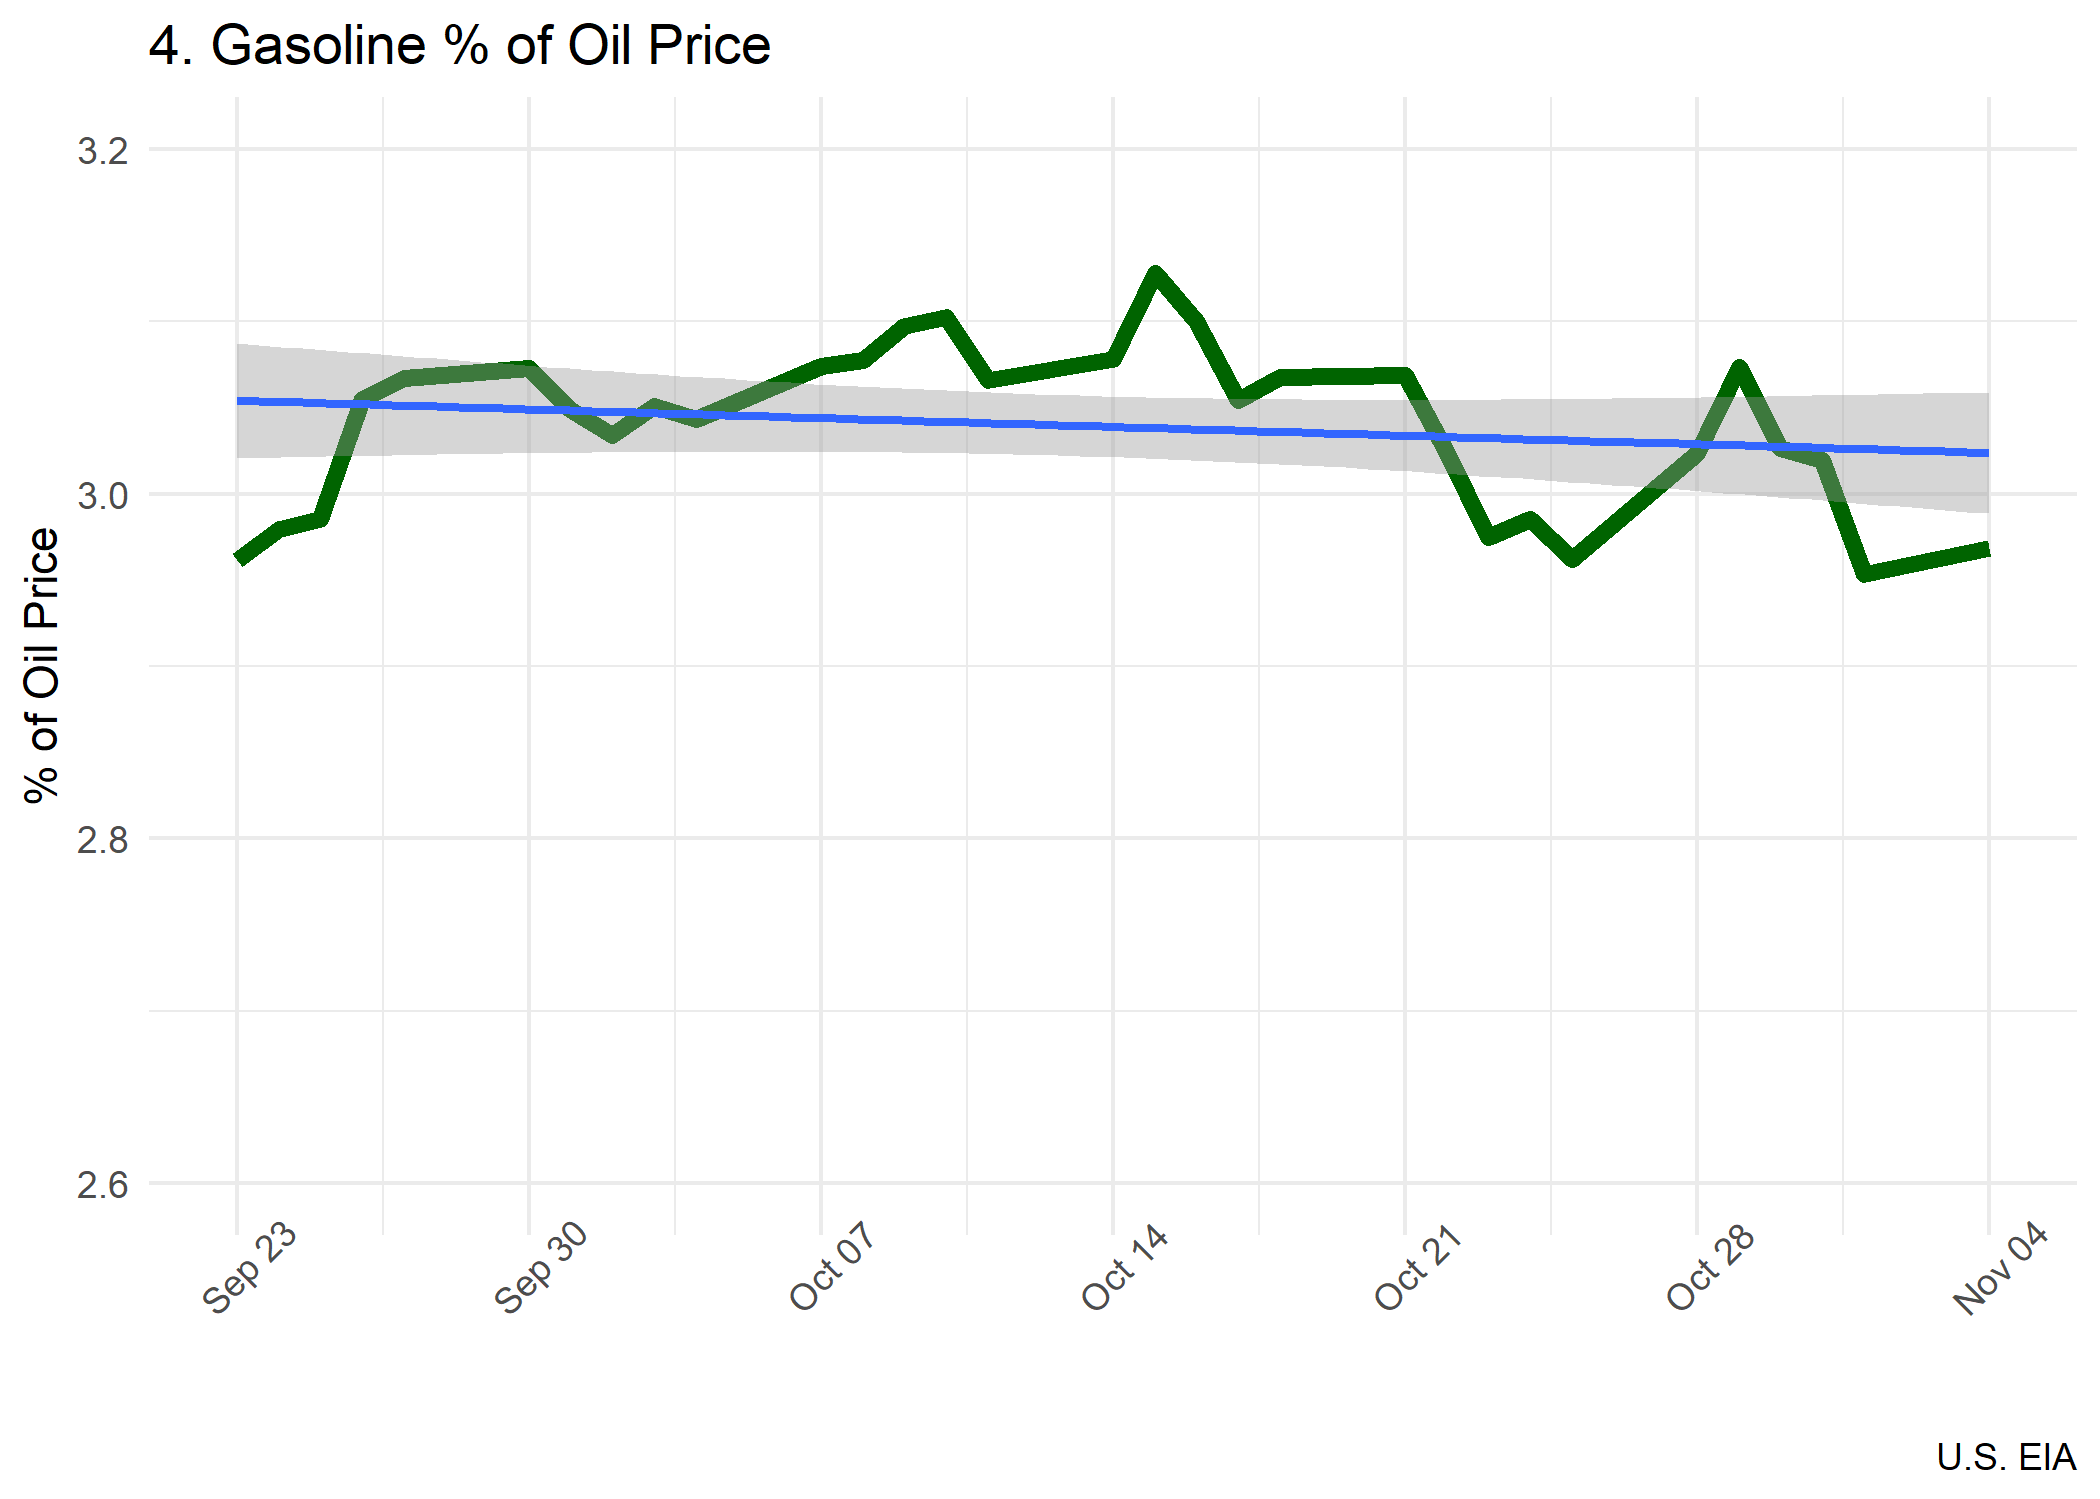 4. Gasoline % of Oil Price
% of Oil Price
3.2
3.0
2.8
2.6
Sep 23
Sep 30
Oct 07
Oct 14
Oct 21
Oct 28
Nov 04
U.S. EIA